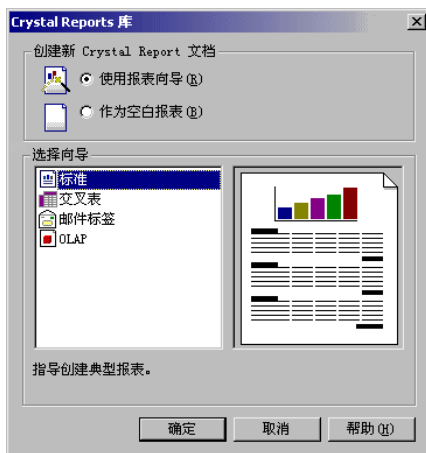 Crystal Reports 库
创建新 Crystal Report 文档
使用报表向导(R)
作为空白报表(B)
选择向导
标准
交叉表
邮件标签
OLAP
指导创建典型报表。
确定 取消 帮助(H)